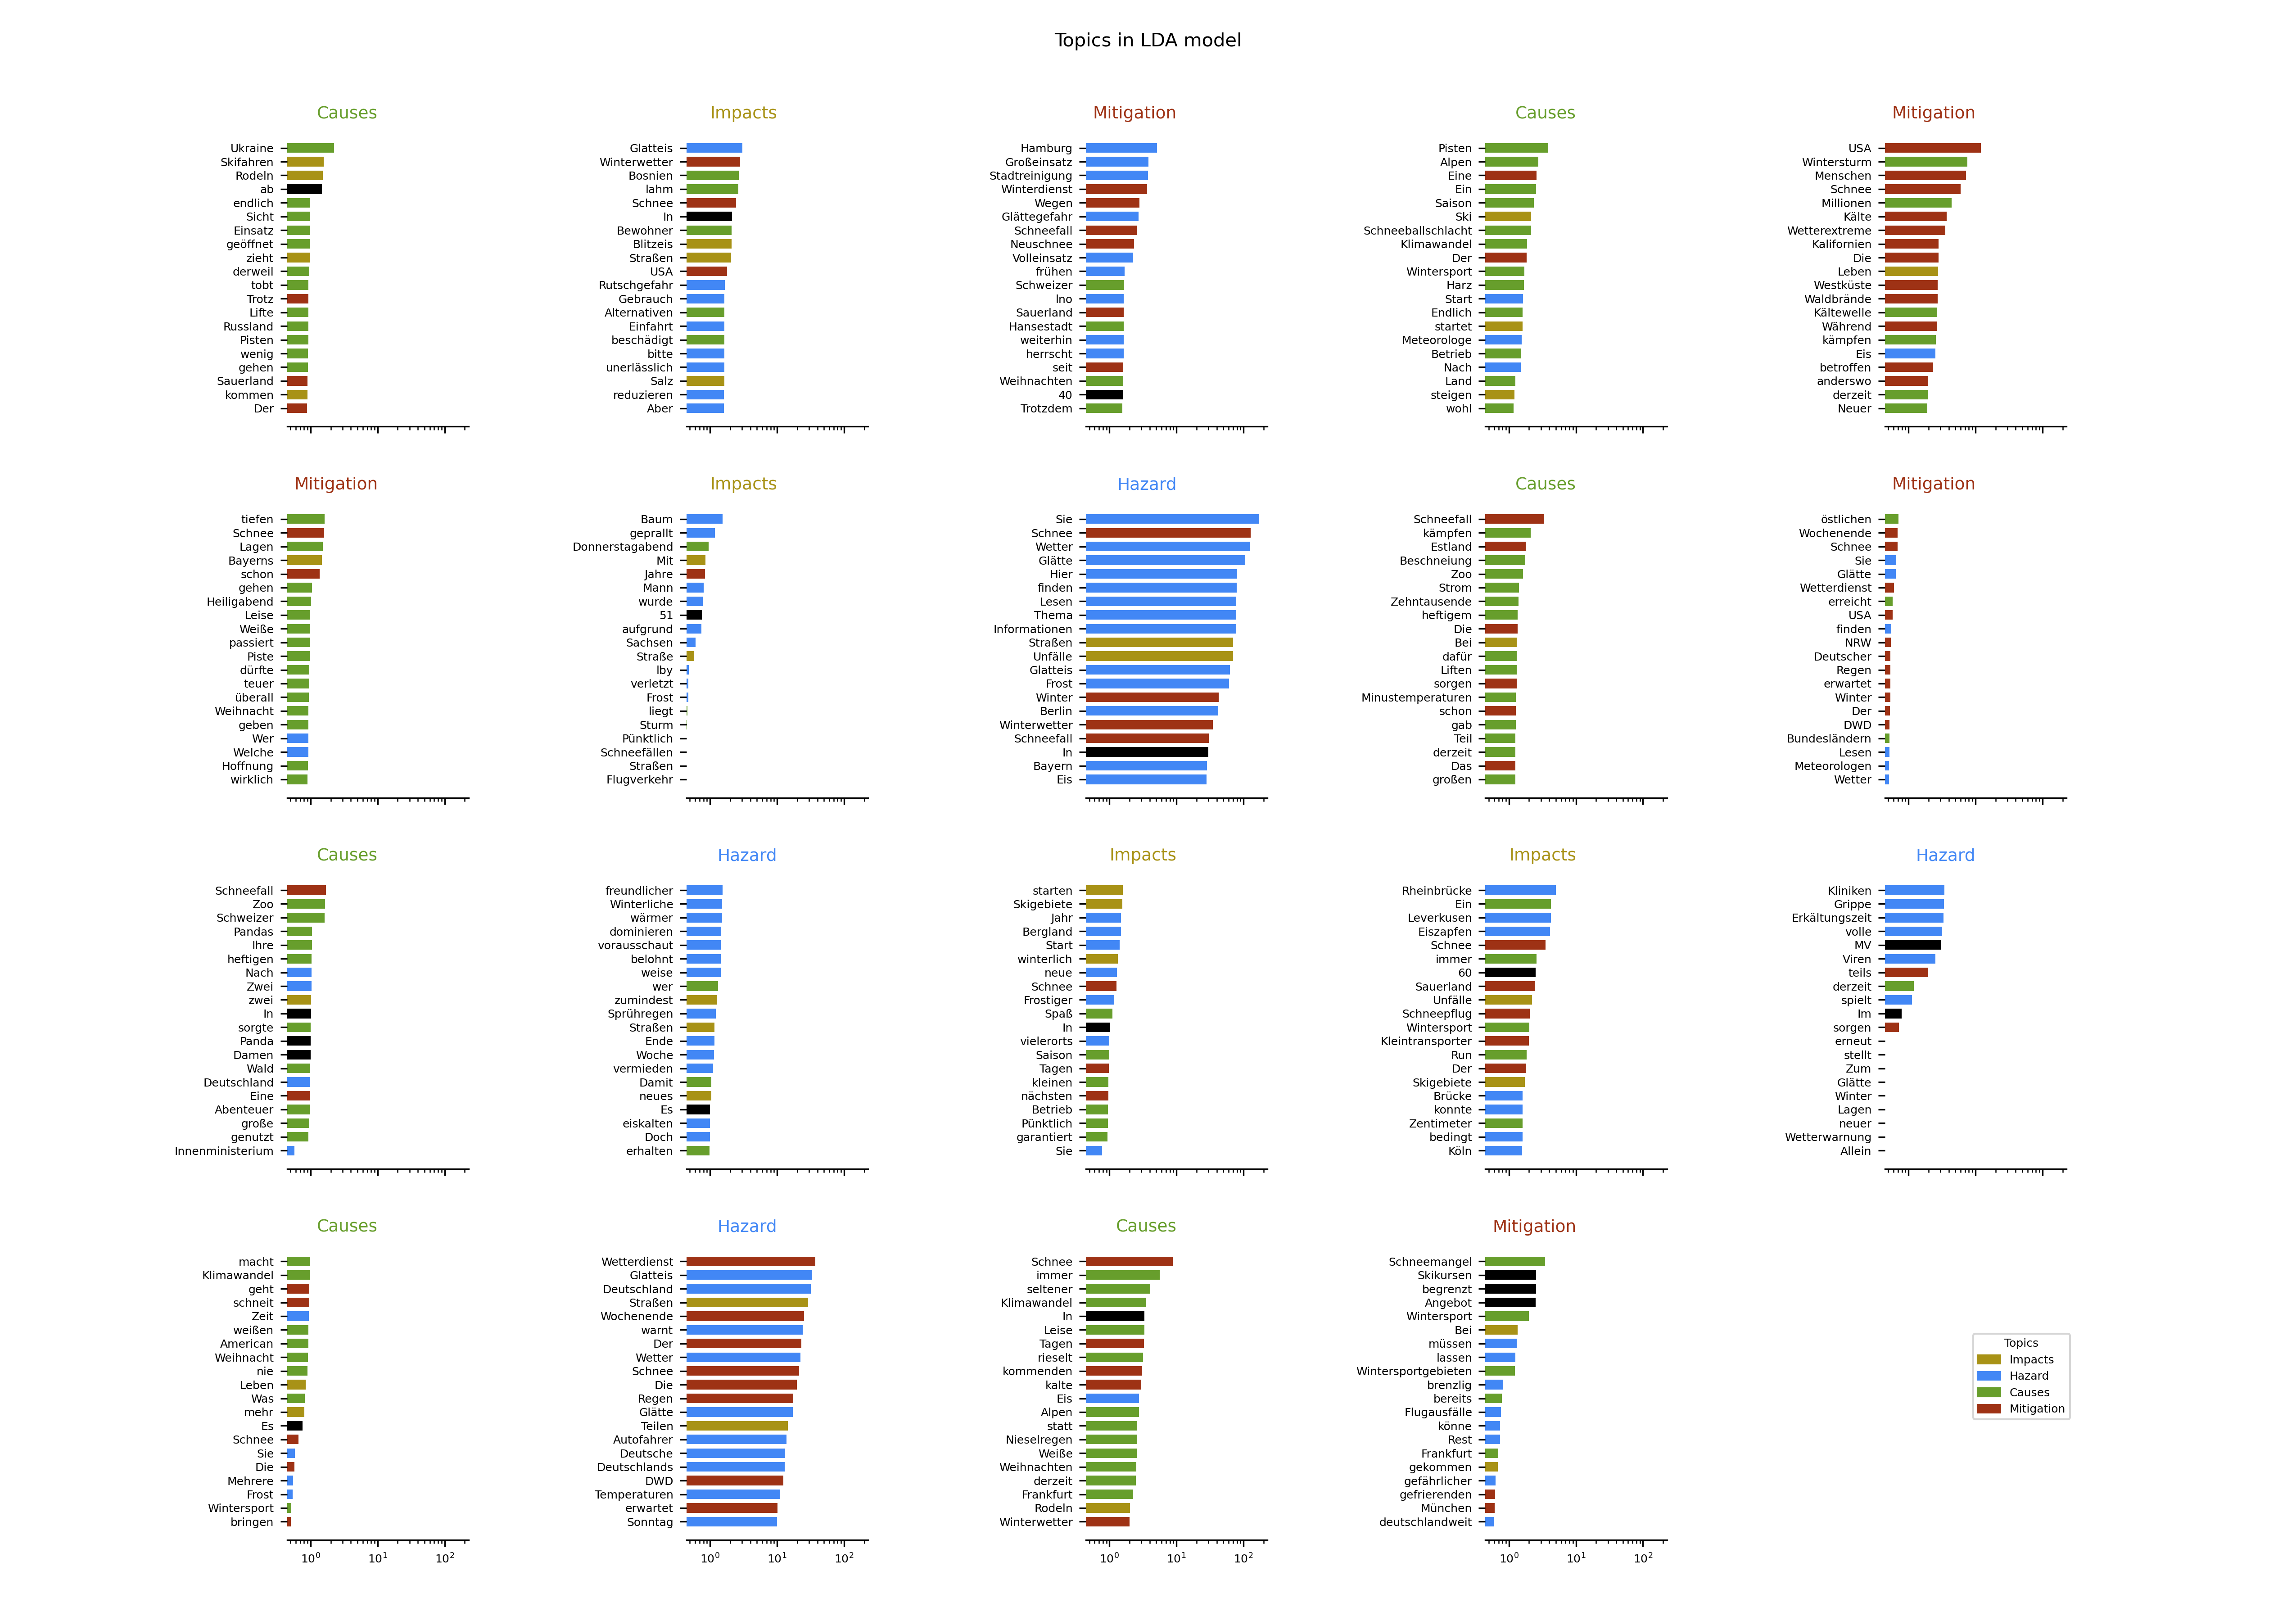 Topics in LDA model
Causes
Ukraine
Skifahren
Rodeln
ab
endlich
Sicht
Einsatz
geöffnet
zieht
derweil
tobt
Trotz
Lifte
Russland
Pisten
wenig
gehen
Sauerland
kommen
Der
Impacts
Glatteis
Winterwetter
Bosnien
lahm
Schnee
In
Bewohner
Blitzeis
Straßen
USA
Rutschgefahr
Gebrauch
Alternativen
Einfahrt
beschädigt
bitte
unerlässlich
Salz
reduzieren
Aber
Mitigation
Hamburg
Großeinsatz
Stadtreinigung
Winterdienst
Wegen
Glättegefahr
Schneefall
Neuschnee
Volleinsatz
frühen
Schweizer
Ino
Sauerland
Hansestadt
weiterhin
herrscht
seit
Weihnachten
40
Trotzdem
Causes
Pisten
Alpen
Eine
Ein
Saison
Ski
Schneeballschlacht
Klimawandel
Der
Wintersport
Harz
Start
Endlich
startet
Meteorologe
Betrieb
Nach
Land
steigen
wohl
Mitigation
USA
Wintersturm
Menschen
Schnee
Millionen
Kälte
Wetterextreme
Kalifornien
Die
Leben
Westküste
Waldbrände
Kältewelle
Während
kämpfen
Eis
betroffen
anderswo
derzeit
Neuer
Mitigation
tiefen
Schnee
Lagen
Bayerns
schon
gehen
Heiligabend
Leise
Weiße
passiert
Piste
dürfte
teuer
überall
Weihnacht
geben
Wer
Welche
Hoffnung
wirklich
Impacts
Baum
geprallt
Donnerstagabend
Mit
Jahre
Mann
wurde
51
aufgrund
Sachsen
Straße
lby
verletzt
Frost
liegt
Sturm
Pünktlich
Schneefällen
Straßen
Flugverkehr
Hazard
Sie
Schnee
Wetter
Glätte
Hier
finden
Lesen
Thema
Informationen
Straßen
Unfälle
Glatteis
Frost
Winter
Berlin
Winterwetter
Schneefall
In
Bayern
Eis
Causes
Schneefall
kämpfen
Estland
Beschneiung
Zoo
Strom
Zehntausende
heftigem
Die
Bei
dafür
Liften
sorgen
Minustemperaturen
schon
gab
Teil
derzeit
Das
großen
Mitigation
östlichen
Wochenende
Schnee
Sie
Glätte
Wetterdienst
erreicht
USA
finden
NRW
Deutscher
Regen
erwartet
Winter
Der
DWD
Bundesländern
Lesen
Meteorologen
Wetter
Causes
Schneefall
Zoo
Schweizer
Pandas
Ihre
heftigen
Nach
Zwei
zwei
In
sorgte
Panda
Damen
Wald
Deutschland
Eine
Abenteuer
große
genutzt
Innenministerium
Hazard
freundlicher
Winterliche
wärmer
dominieren
vorausschaut
belohnt
weise
wer
zumindest
Sprühregen
Straßen
Ende
Woche
vermieden
Damit
neues
Es
eiskalten
Doch
erhalten
Impacts
starten
Skigebiete
Jahr
Bergland
Start
winterlich
neue
Schnee
Frostiger
Spaß
In
vielerorts
Saison
Tagen
kleinen
nächsten
Betrieb
Pünktlich
garantiert
Sie
Impacts
Rheinbrücke
Ein
Leverkusen
Eiszapfen
Schnee
immer
60
Sauerland
Unfälle
Schneepflug
Wintersport
Kleintransporter
Run
Der
Skigebiete
Brücke
konnte
Zentimeter
bedingt
Köln
Hazard
Kliniken
Grippe
Erkältungszeit
volle
MV
Viren
teils
derzeit
spielt
Im
sorgen
erneut
stellt
Zum
Glätte
Winter
Lagen
neuer
Wetterwarnung
Allein
Causes
macht
Klimawandel
geht
schneit
Zeit
weißen
American
Weihnacht
nie
Leben
Was
mehr
Es
Schnee
Sie
Die
Mehrere
Frost
Wintersport
bringen
10⁰ 10¹ 10²
Hazard
Wetterdienst
Glatteis
Deutschland
Straßen
Wochenende
warnt
Der
Wetter
Schnee
Die
Regen
Glätte
Teilen
Autofahrer
Deutsche
Deutschlands
DWD
Temperaturen
erwartet
Sonntag
10⁰ 10¹ 10²
Causes
Schnee
immer
seltener
Klimawandel
In
Leise
Tagen
rieselt
kommenden
kalte
Eis
Alpen
statt
Nieselregen
Weiße
Weihnachten
derzeit
Frankfurt
Rodeln
Winterwetter
10⁰ 10¹ 10²
Mitigation
Schneemangel
Skikursen
begrenzt
Angebot
Wintersport
Bei
müssen
lassen
Wintersportgebieten
brenzlig
bereits
Flugausfälle
könne
Rest
Frankfurt
gekommen
gefährlicher
gefrierenden
München
deutschlandweit
10⁰ 10¹ 10²
Topics
Impacts
Hazard
Causes
Mitigation